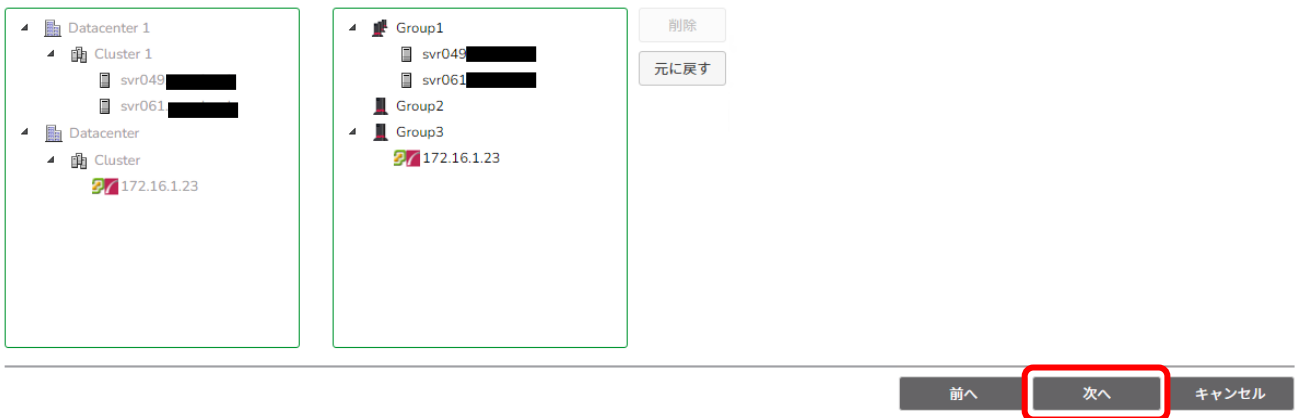 Datacenter 1
Cluster 1
svr049
svr061.
Datacenter
Cluster
172.16.1.23
Group1
svr049
svr061
Group2
Group3
172.16.1.23
削除
元に戻す
前へ 次へ キャンセル